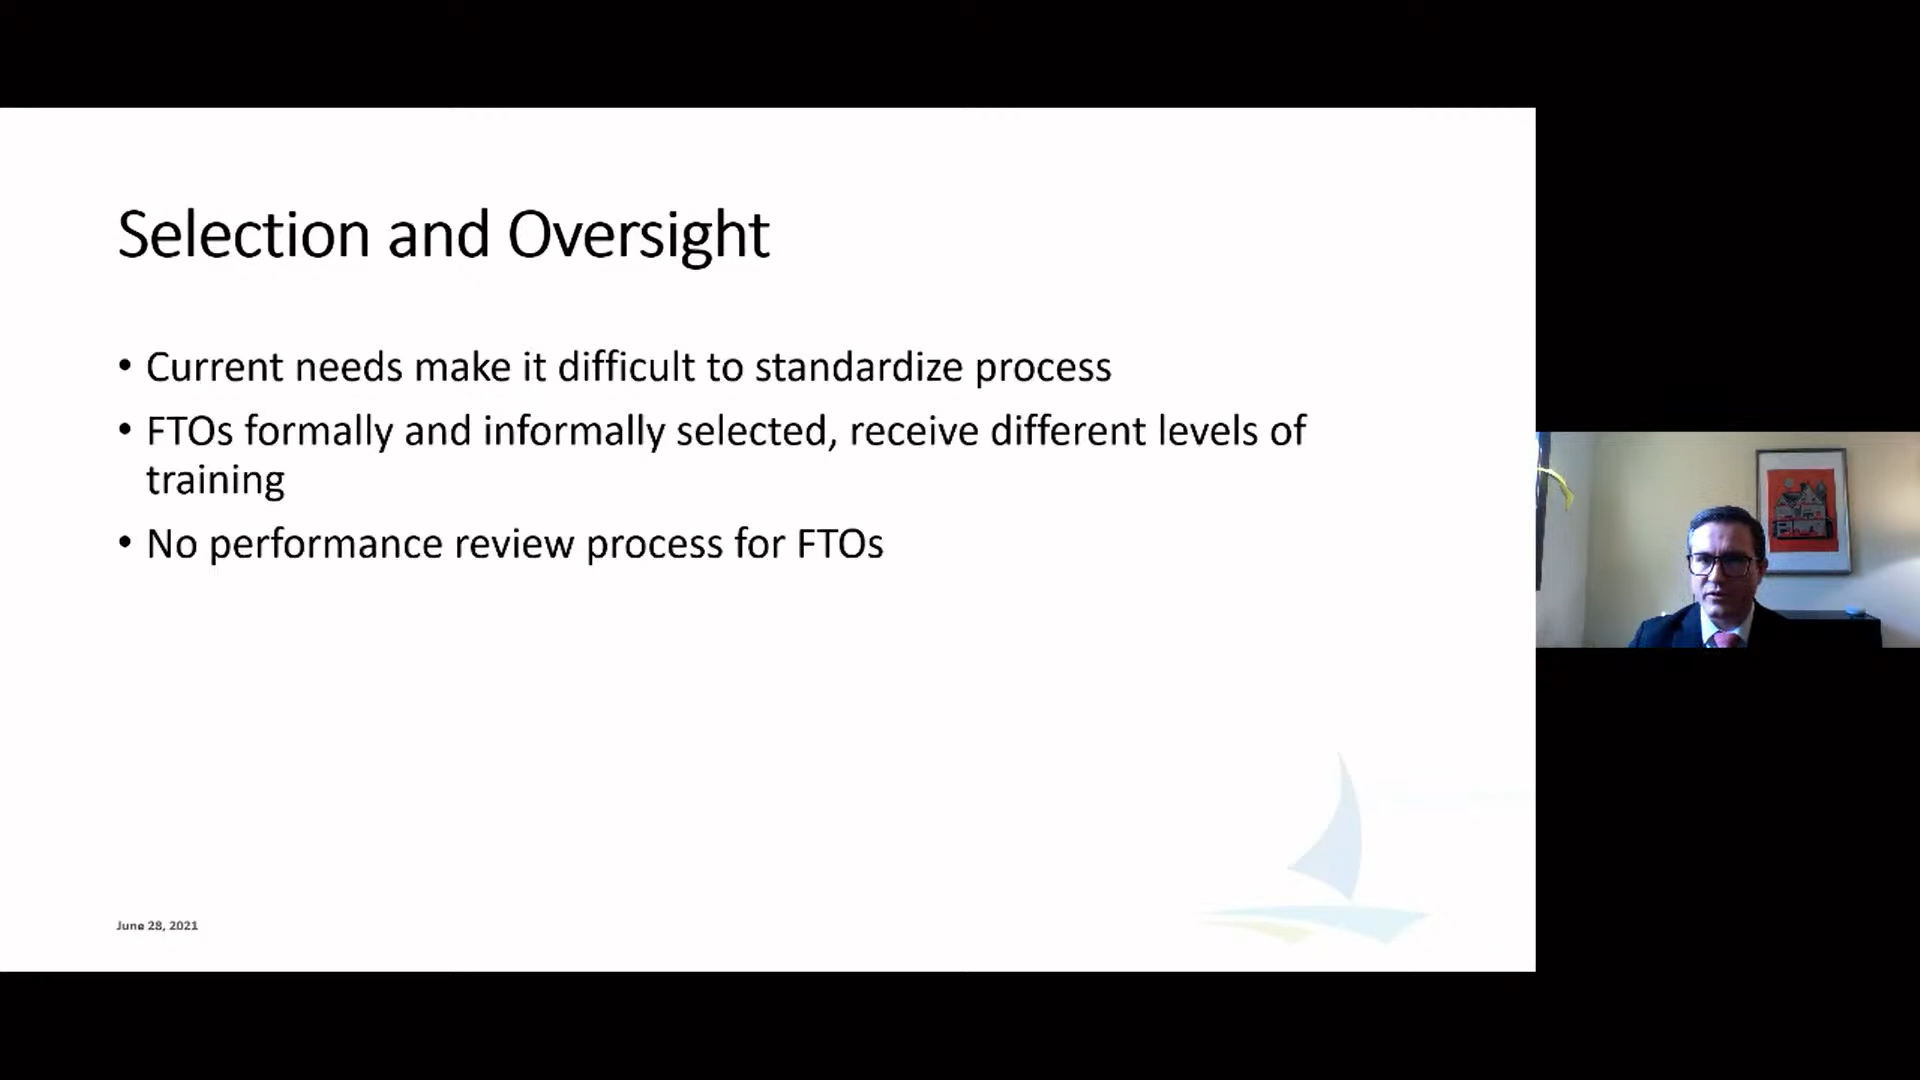 Selection and Oversight
• Current needs make it difficult to standardize process
• FTOs formally and informally selected, receive different levels of
training
• No performance review process for FTOs
June 28, 2021